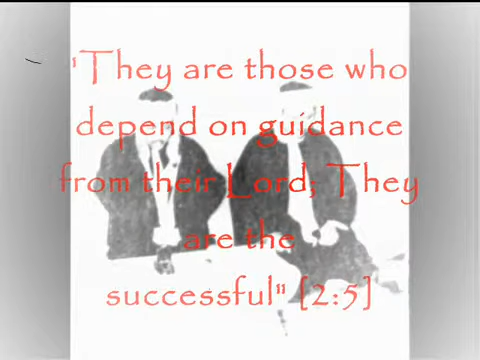 "They are those who
depend on guidance
from their Lord; They
are the
successful" [2:5]